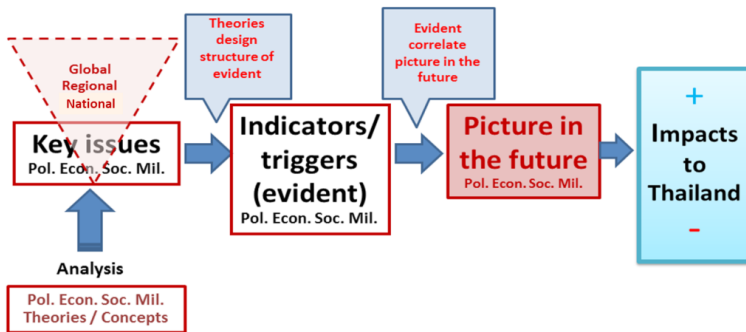 Global
Regional
National
Key issues
Pol. Econ. Soc. Mil.
Analysis
Pol. Econ. Soc. Mil.
Theories / Concepts
Theories
design
structure of
evident
Indicators/
triggers
(evident)
Pol. Econ. Soc. Mil.
Evident
correlate
picture in the
future
Picture in
the future
Pol. Econ. Soc. Mil.
+
Impacts
to
Thailand
-